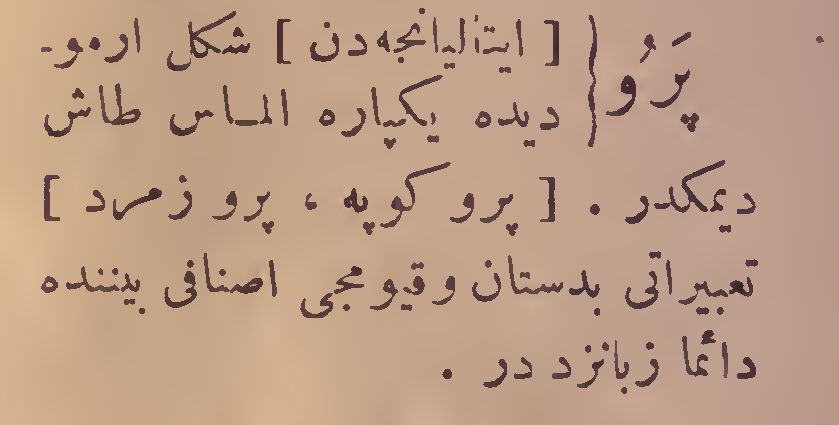 پَرُو { [ ایتالیانجه‌دن ] شکل ارمو-
دیده یکپاره المـاس طاش
دیمکدر . [ پرو کوپه ، پرو زمرد ]
تعبیراتی بدستان وقیومجی اصنافی بیننده
دائما زبانزد در .